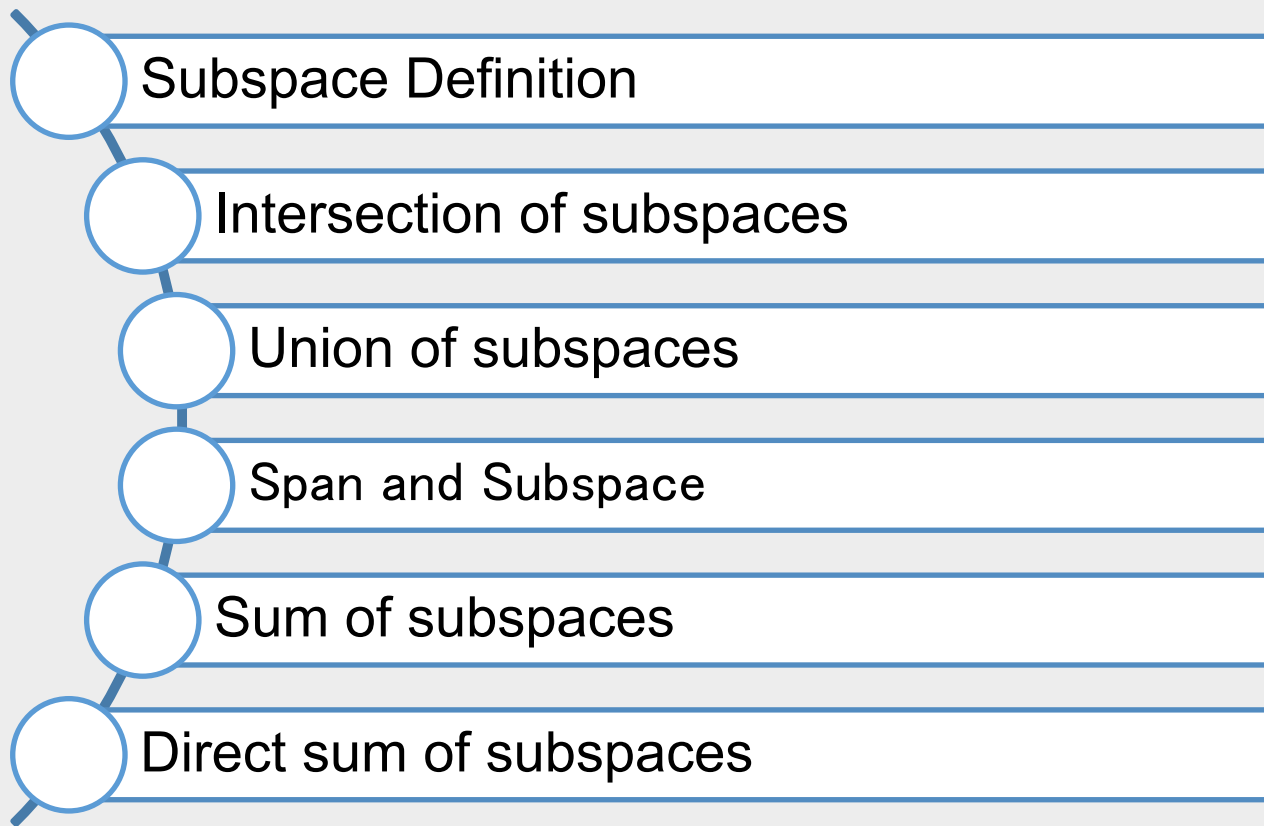 Subspace Definition
Intersection of subspaces
Union of subspaces
Span and Subspace
Sum of subspaces
Direct sum of subspaces